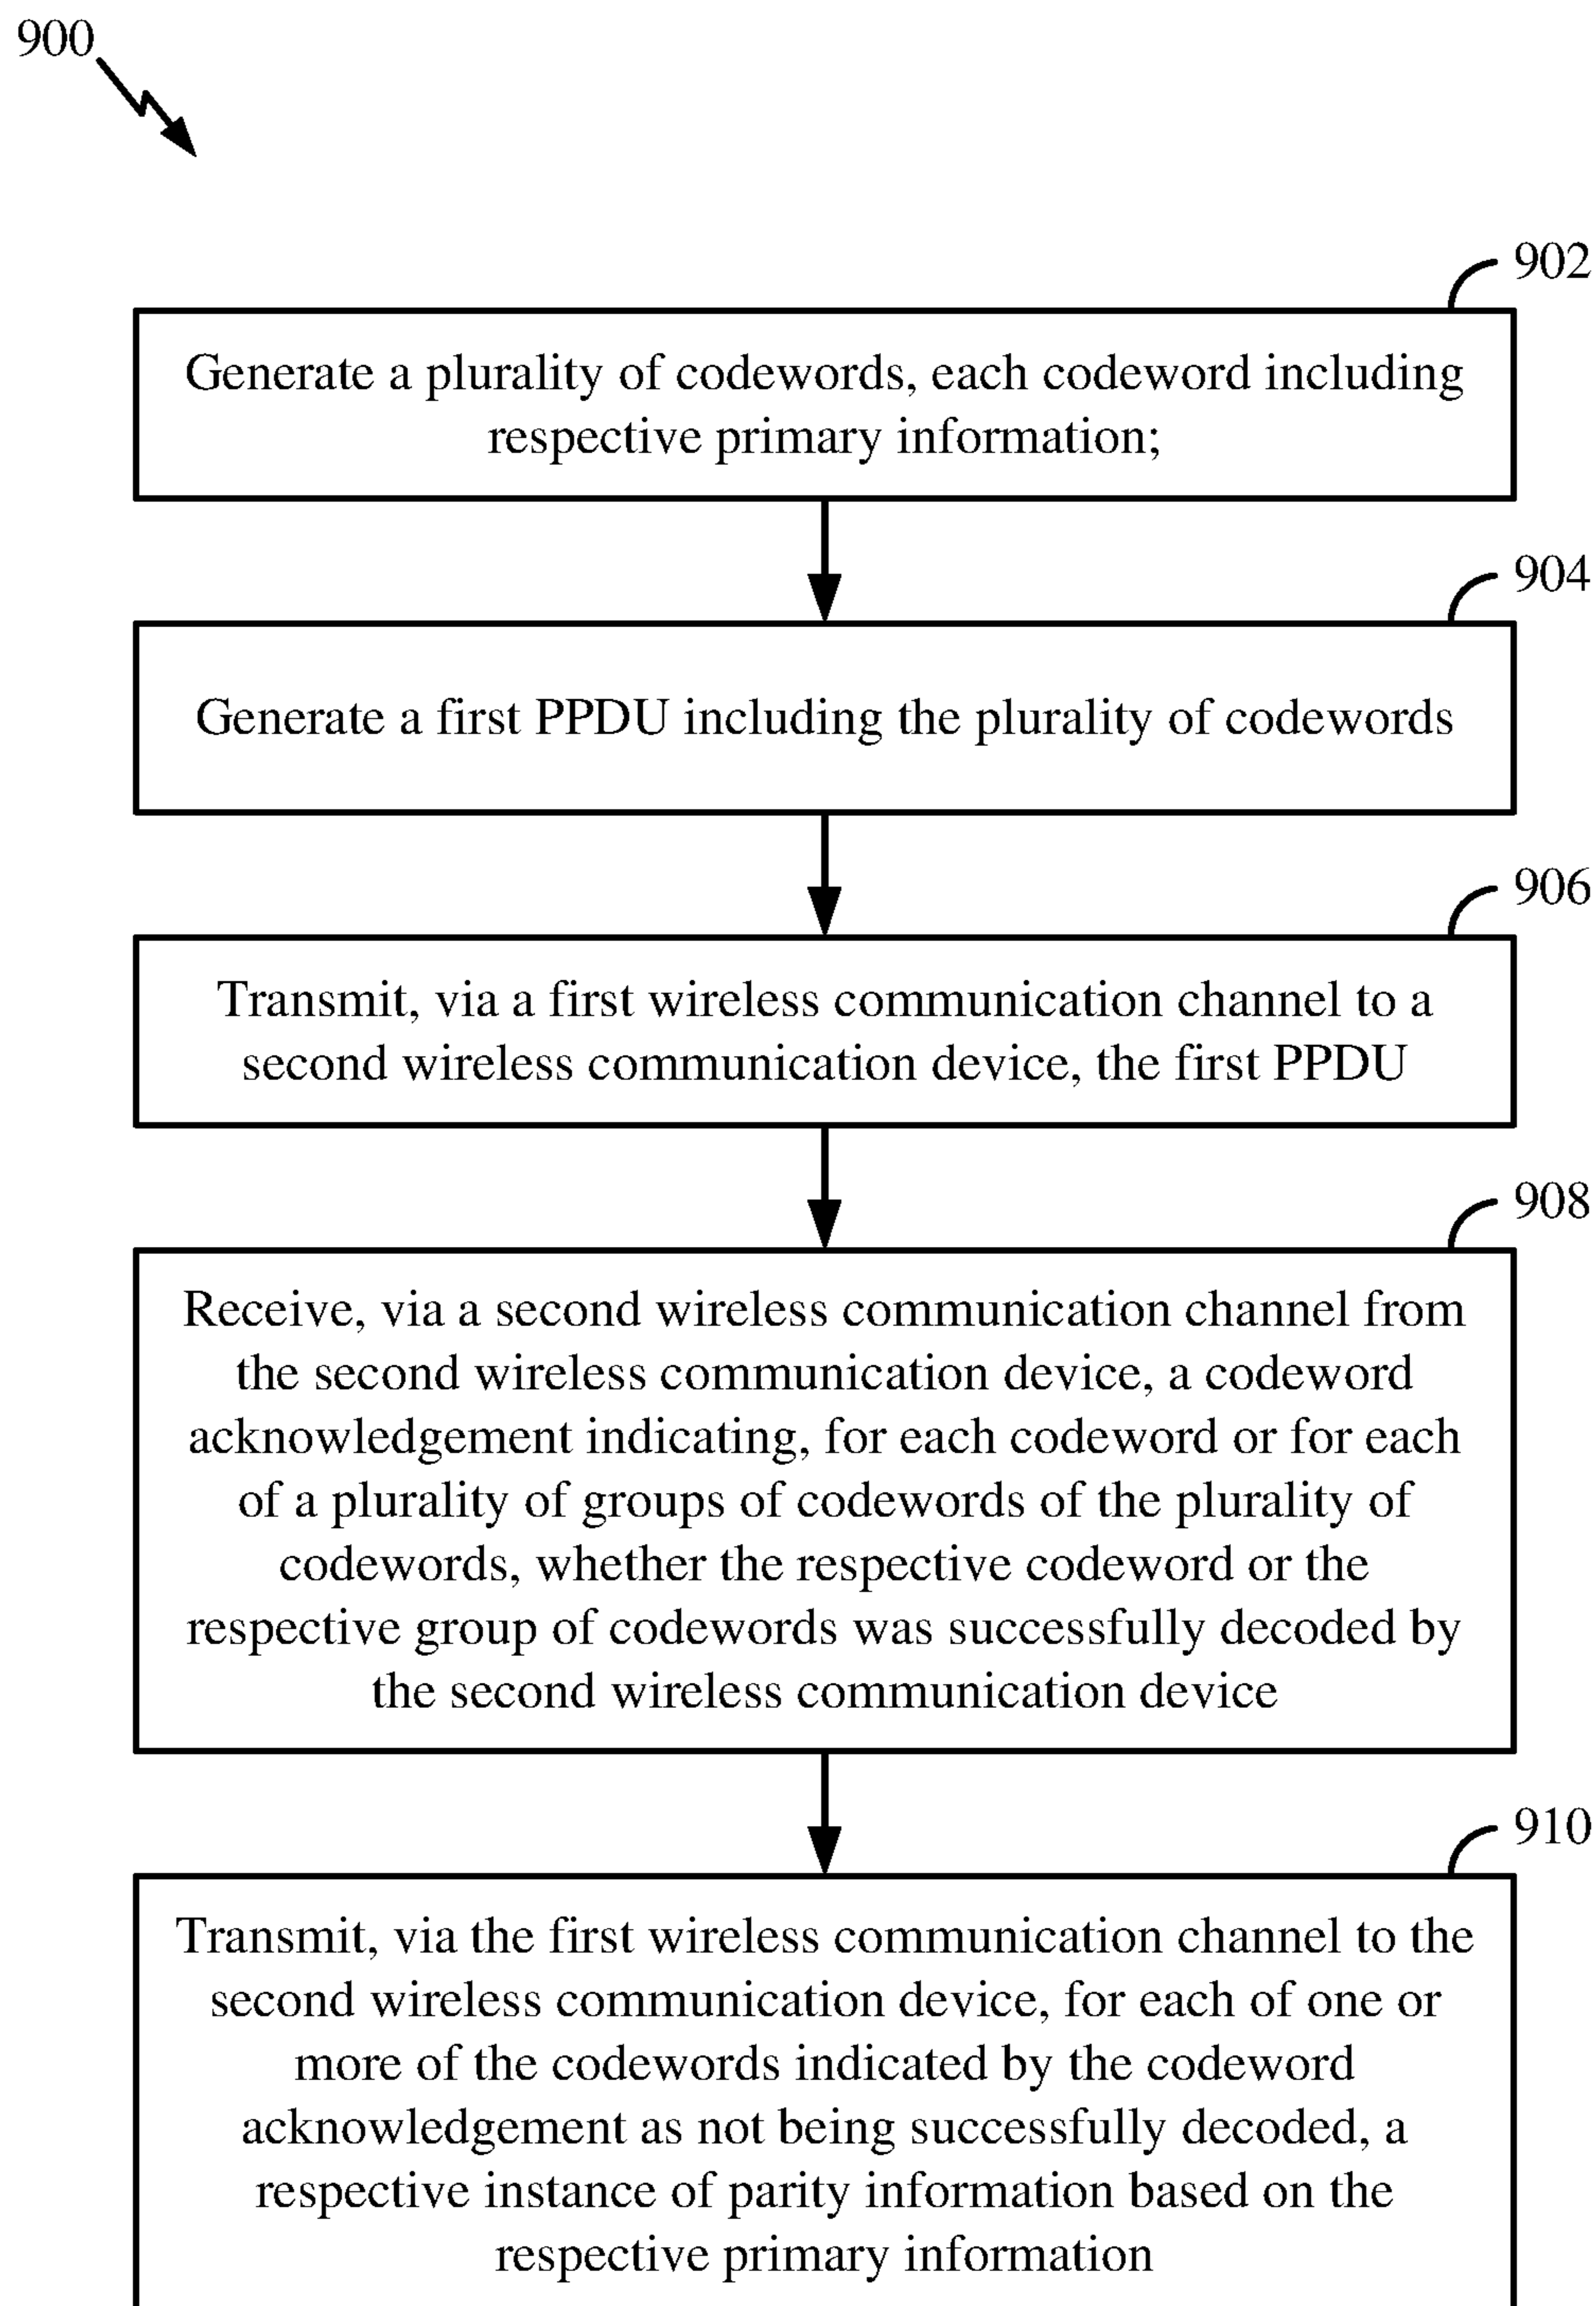 900
902
Generate a plurality of codewords, each codeword including
respective primary information;
904
Generate a first PPDU including the plurality of codewords
906
Transmit, via a first wireless communication channel to a
second wireless communication device, the first PPDU
908
Receive, via a second wireless communication channel from
the second wireless communication device, a codeword
acknowledgement indicating, for each codeword or for each
of a plurality of groups of codewords of the plurality of
codewords, whether the respective codeword or the
respective group of codewords was successfully decoded by
the second wireless communication device
910
Transmit, via the first wireless communication channel to the
second wireless communication device, for each of one or
more of the codewords indicated by the codeword
acknowledgement as not being successfully decoded, a
respective instance of parity information based on the
respective primary information